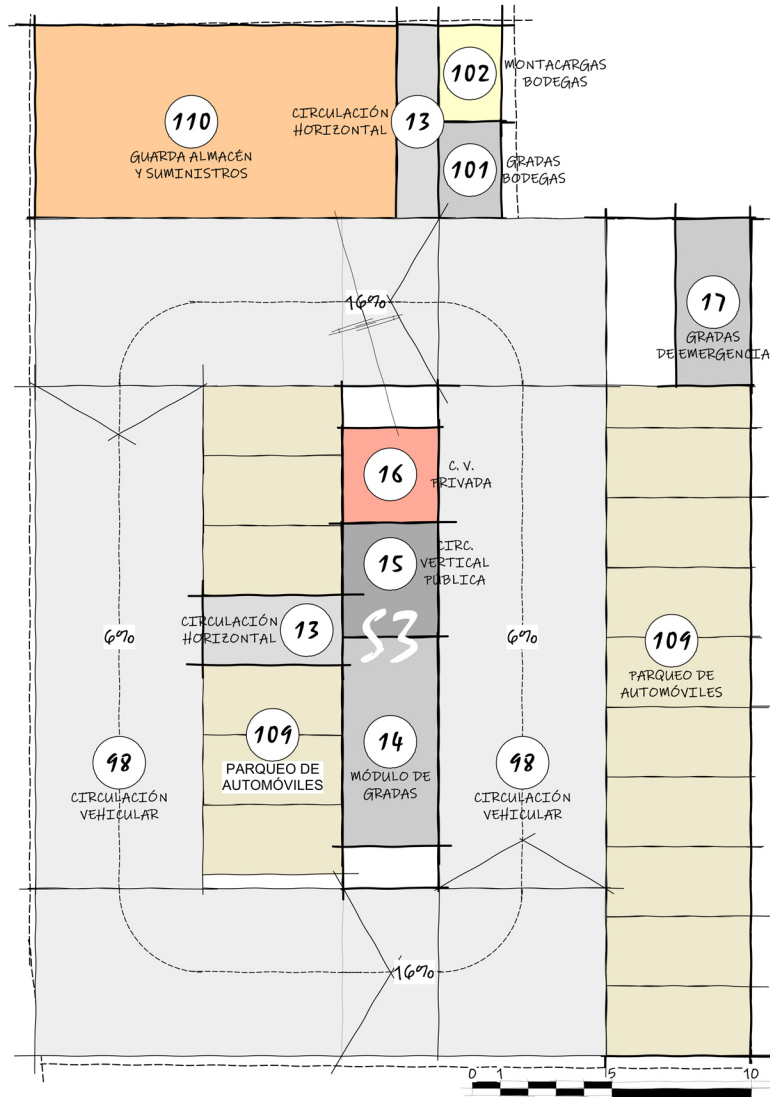 102
MONTACARGAS
BODEGAS
110
GUARDA ALMACÉN
Y SUMINISTROS
CIRCULACIÓN
HORIZONTAL
13
101
GRADAS
BODEGAS
16%
17
GRADAS
DE EMERGENCIA
16
C. V.
PRIVADA
15
CIRC.
VERTICAL
PÚBLICA
CIRCULACIÓN
HORIZONTAL
13
S3
6%
6%
109
PARQUEO DE
AUTOMÓVILES
109
PARQUEO DE
AUTOMÓVILES
14
MÓDULO DE
GRADAS
98
CIRCULACIÓN
VEHICULAR
98
CIRCULACIÓN
VEHICULAR
16%
0 1 5 10